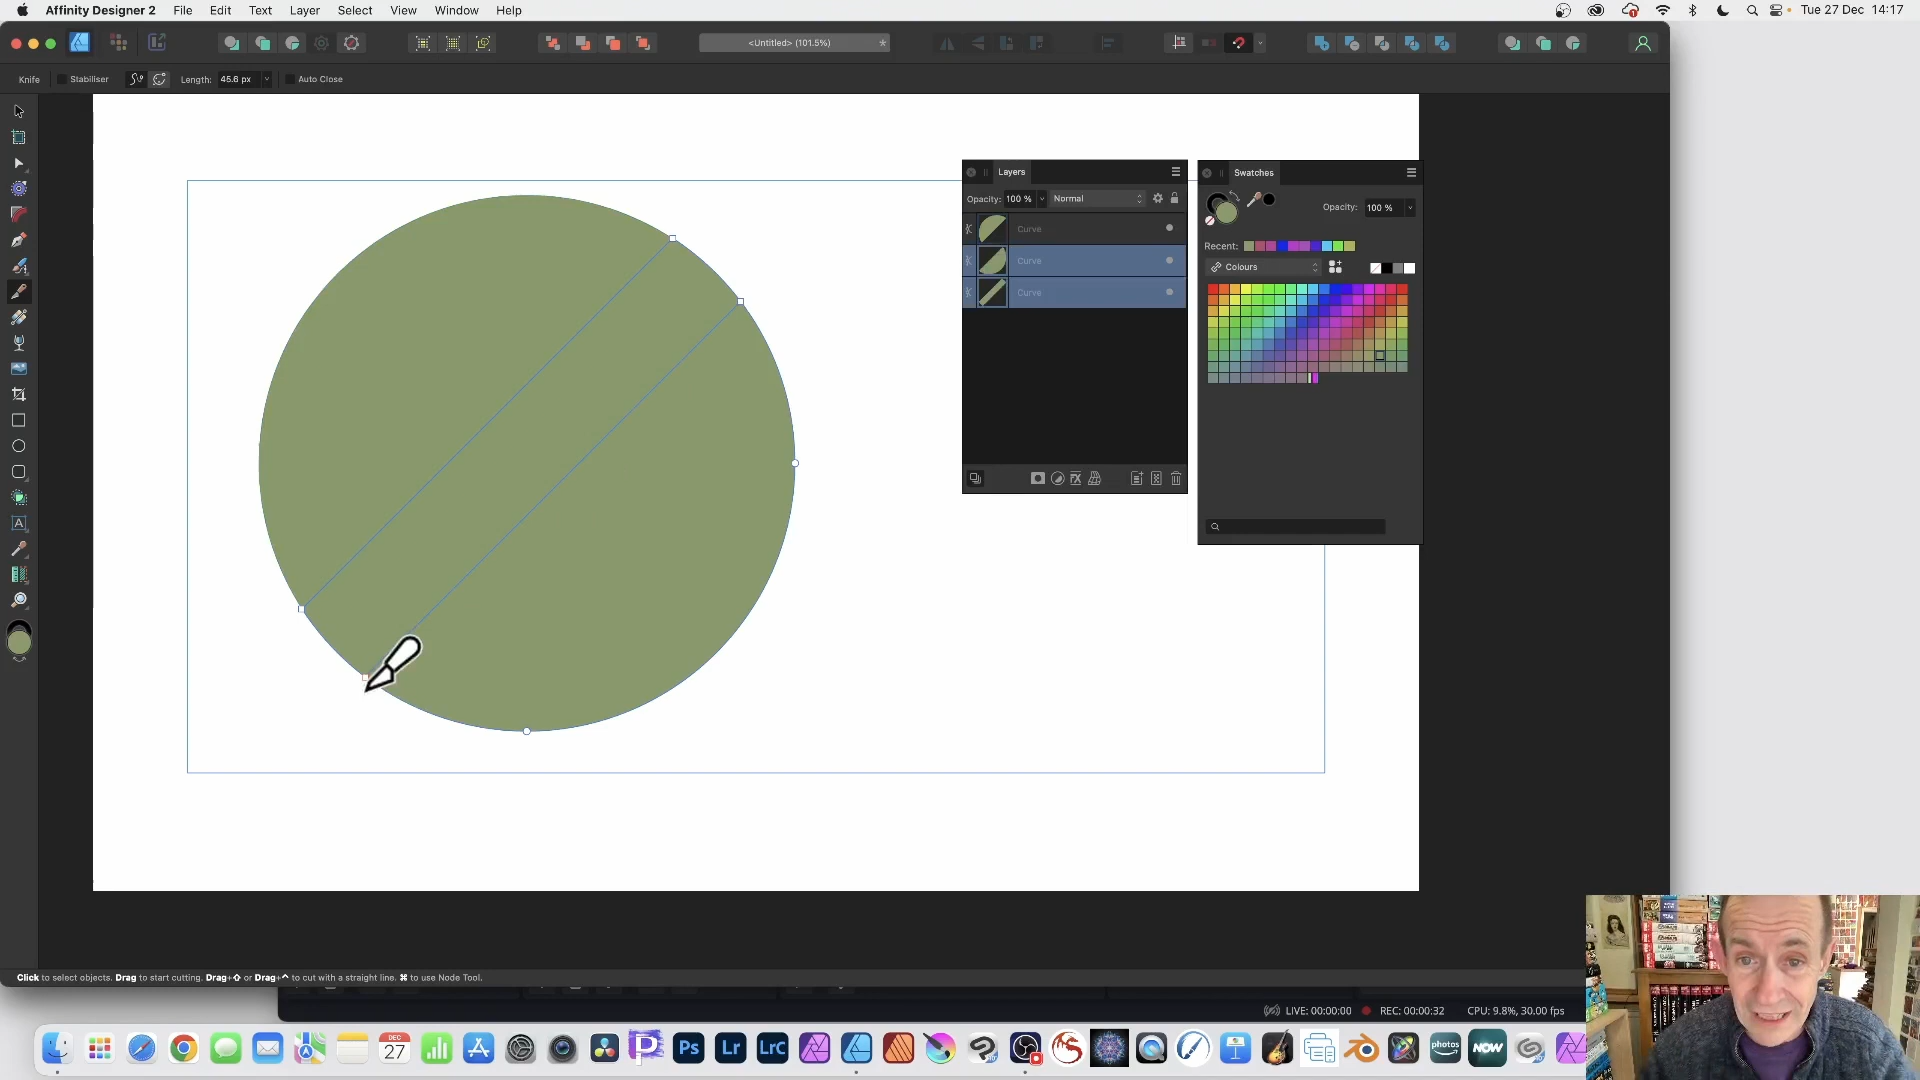 Affinity Designer 2 File Edit Text Layer Select View Window Help Tue 27 Dec 14:17
<Untitled> (101.5%) *
Knife Stabiliser Length: 45.6 px Auto Close
Layers
Opacity: 100 % Normal
Curve
Curve
Curve
Swatches
Opacity: 100 %
Recent:
Colours
A
Click to select objects. Drag to start cutting. Drag+⇧ or Drag+^ to cut with a straight line. ⌘ to use Node Tool.
LIVE: 00:00:00 REC: 00:00:32 CPU: 9.8%, 30.00 fps
DEC
27
Ps Lr LrC photos NOW